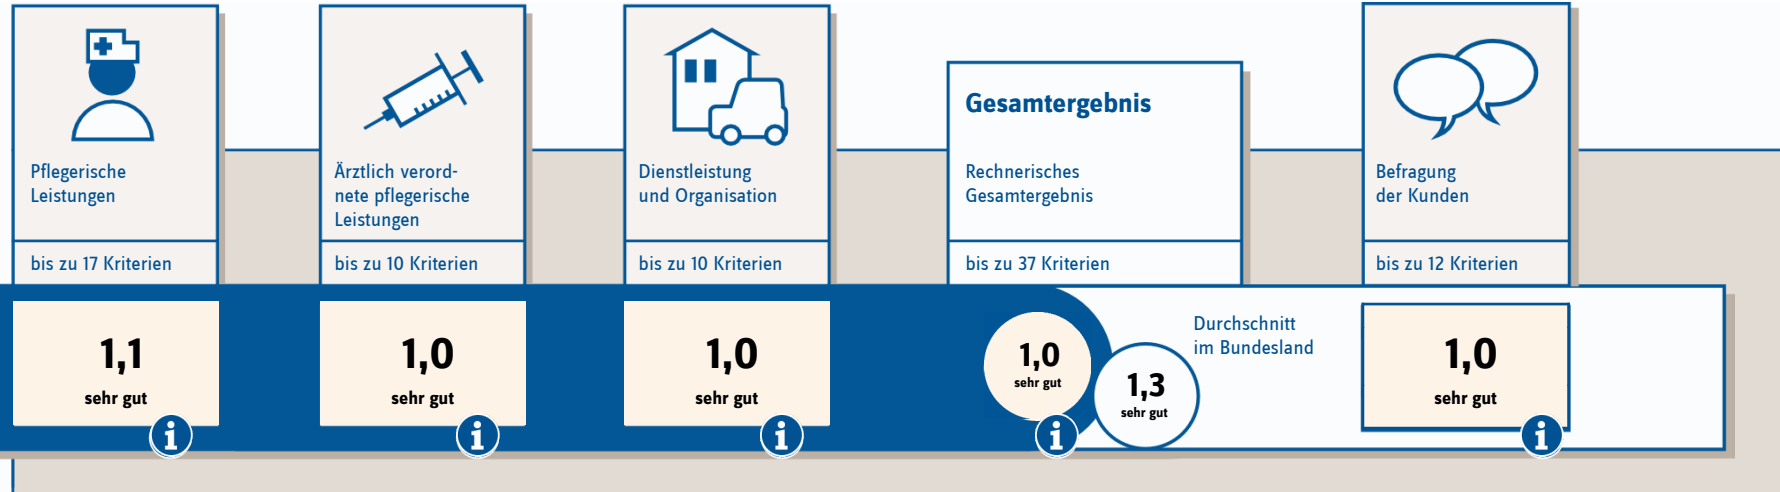 Pflegerische
Leistungen
bis zu 17 Kriterien
1,1
sehr gut
i
Ärztlich verord-
nete pflegerische
Leistungen
bis zu 10 Kriterien
1,0
sehr gut
i
Dienstleistung
und Organisation
bis zu 10 Kriterien
1,0
sehr gut
i
Gesamtergebnis
Rechnerisches
Gesamtergebnis
bis zu 37 Kriterien
1,0
sehr gut
i
1,3
sehr gut
Durchschnitt
im Bundesland
Befragung
der Kunden
bis zu 12 Kriterien
1,0
sehr gut
i